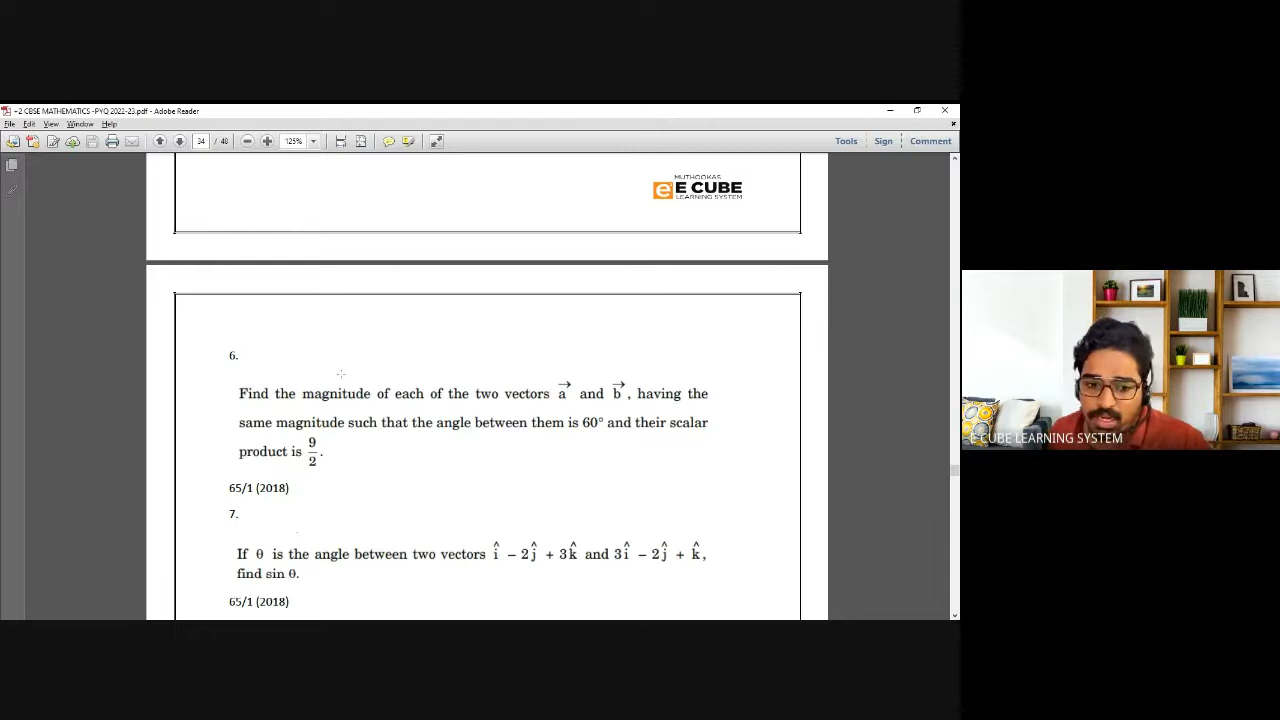 +2 CBSE MATHEMATICS -PYQ 2022-23.pdf - Adobe Reader
File Edit View Window Help
34 / 48 125% Tools Sign Comment
MUTHOOKAS
e E CUBE
LEARNING SYSTEM
6.
Find the magnitude of each of the two vectors a⃗ and b⃗, having the
same magnitude such that the angle between them is 60° and their scalar
product is 9/2.
65/1 (2018)
7.
If θ is the angle between two vectors î − 2ĵ + 3k̂ and 3î − 2ĵ + k̂,
find sin θ.
65/1 (2018)
E CUBE LEARNING SYSTEM